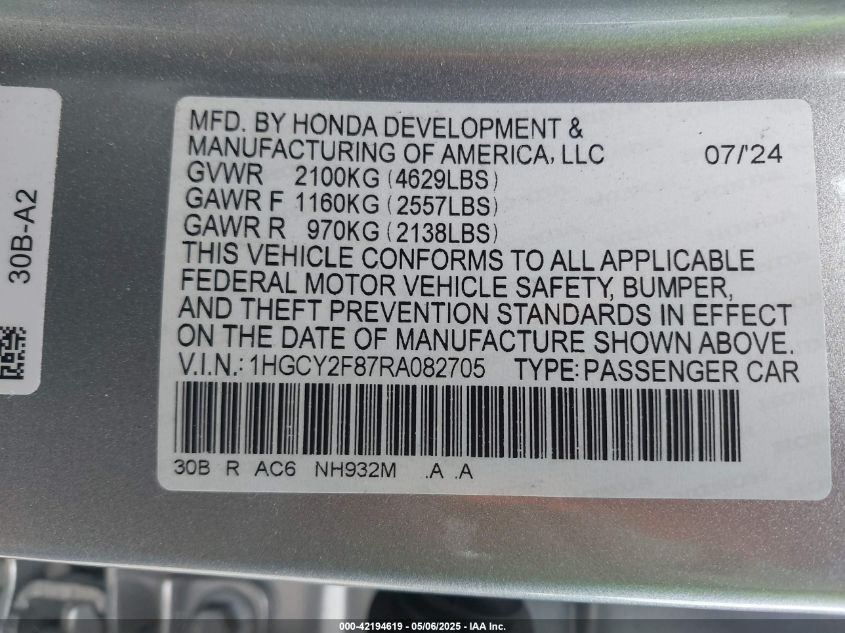 30B-A2
MFD. BY HONDA DEVELOPMENT &
MANUFACTURING OF AMERICA, LLC 07/'24
GVWR 2100KG (4629LBS)
GAWR F 1160KG (2557LBS)
GAWR R 970KG (2138LBS)
THIS VEHICLE CONFORMS TO ALL APPLICABLE
FEDERAL MOTOR VEHICLE SAFETY, BUMPER,
AND THEFT PREVENTION STANDARDS IN EFFECT
ON THE DATE OF MANUFACTURE SHOWN ABOVE.
V.I.N.: 1HGCY2F87RA082705 TYPE: PASSENGER CAR
30B R AC6 NH932M .A .A
000-42194619 - 05/06/2025 - IAA Inc.